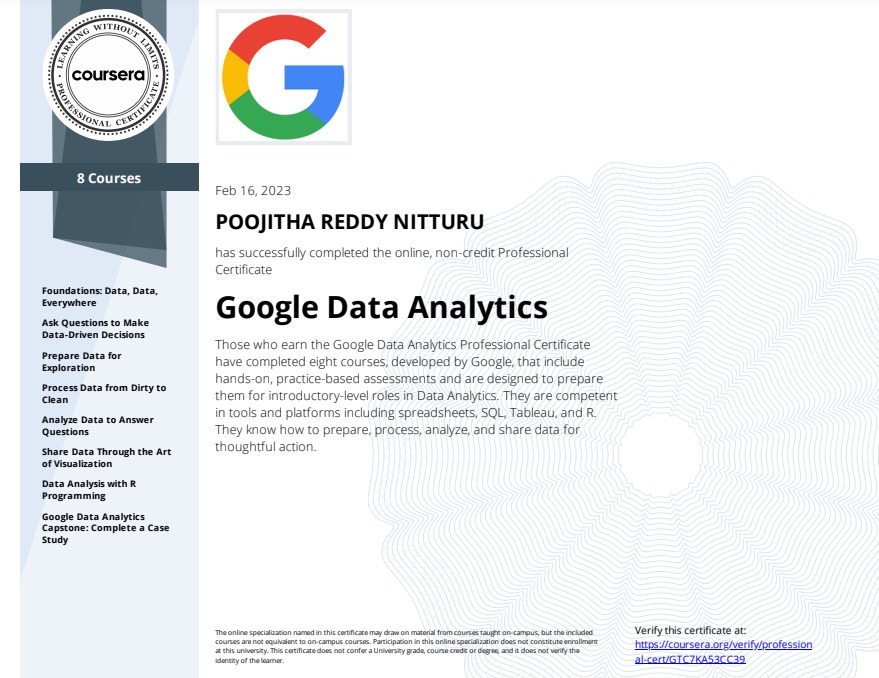 LEARNING WITHOUT LIMITS
coursera
PROFESSIONAL CERTIFICATE
8 Courses
Foundations: Data, Data,
Everywhere
Ask Questions to Make
Data-Driven Decisions
Prepare Data for
Exploration
Process Data from Dirty to
Clean
Analyze Data to Answer
Questions
Share Data Through the Art
of Visualization
Data Analysis with R
Programming
Google Data Analytics
Capstone: Complete a Case
Study
G
Feb 16, 2023
POOJITHA REDDY NITTURU
has successfully completed the online, non-credit Professional
Certificate
Google Data Analytics
Those who earn the Google Data Analytics Professional Certificate
have completed eight courses, developed by Google, that include
hands-on, practice-based assessments and are designed to prepare
them for introductory-level roles in Data Analytics. They are competent
in tools and platforms including spreadsheets, SQL, Tableau, and R.
They know how to prepare, process, analyze, and share data for
thoughtful action.
The online specialization named in this certificate may draw on material from courses taught on-campus, but the included
courses are not equivalent to on-campus courses. Participation in this online specialization does not constitute enrollment
at this university. This certificate does not confer a University grade, course credit or degree, and it does not verify the
identity of the learner.
Verify this certificate at:
https://coursera.org/verify/profession
al-cert/GTC7KA53CC39